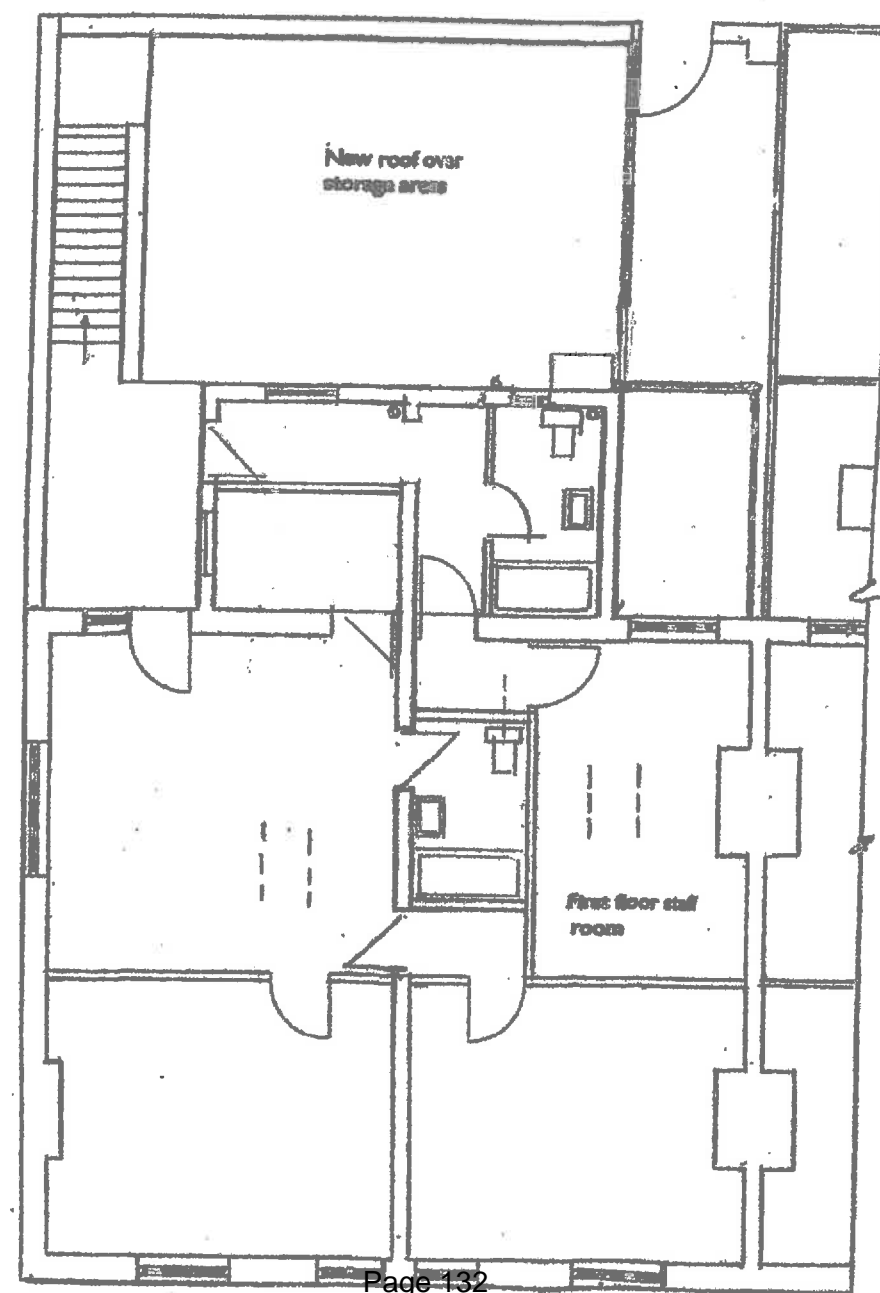 New roof over
storage areas
First floor staff
room
Page 132